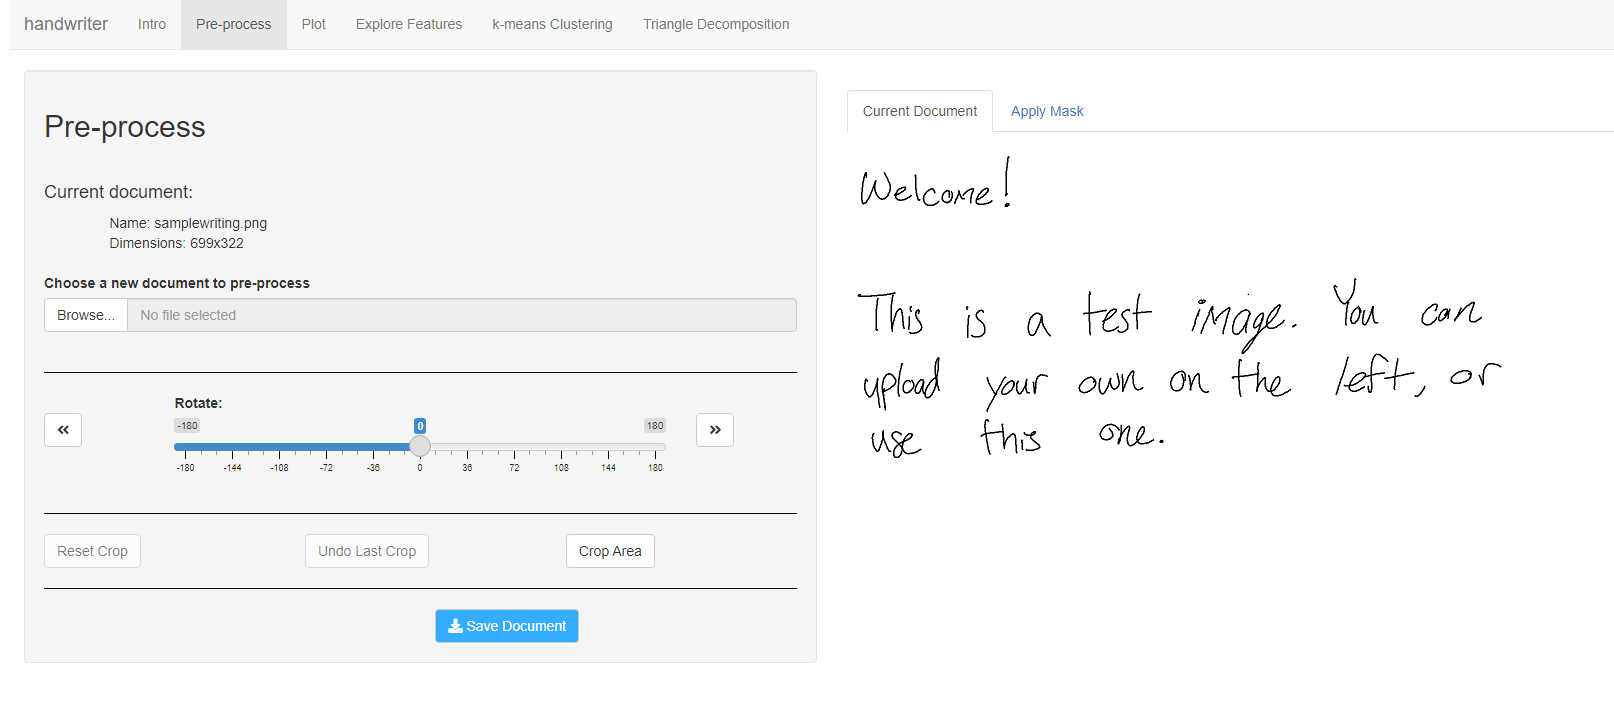 handwriter Intro Pre-process Plot Explore Features k-means Clustering Triangle Decomposition
Pre-process
Current document:
Name: samplewriting.png
Dimensions: 699x322
Choose a new document to pre-process
Browse... No file selected
Rotate:
-180 0 180
-180 -144 -108 -72 -36 0 36 72 108 144 180
Reset Crop Undo Last Crop Crop Area
Save Document
Current Document Apply Mask
Welcome!
This is a test image. You can
upload your own on the left, or
use this one.